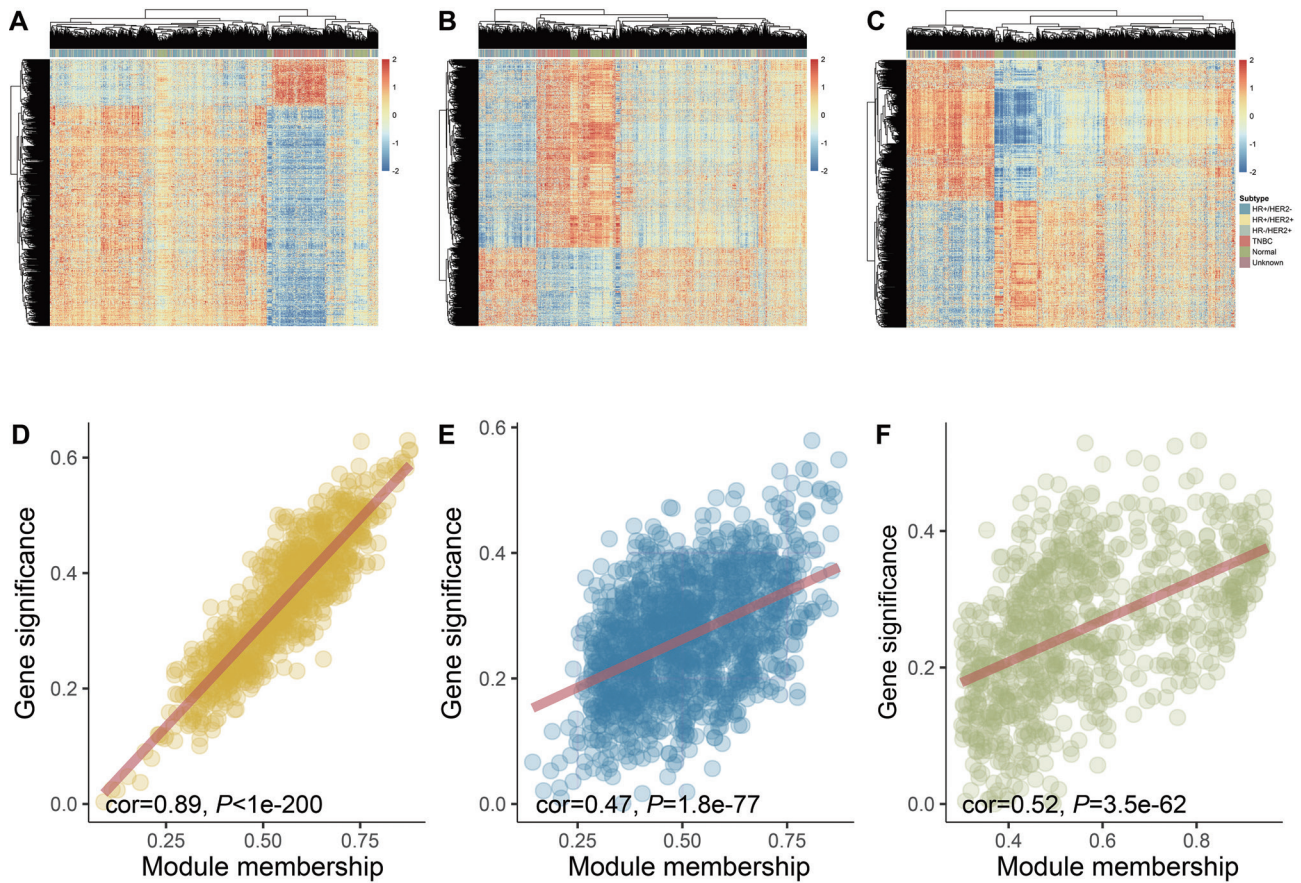 A
2
1
0
-1
-2
B
2
1
0
-1
-2
C
2
1
0
-1
-2
Subtype
HR+/HER2-
HR+/HER2+
HR-/HER2+
TNBC
Normal
Unknown
D
Gene significance
0.6
0.4
0.2
0.0
cor=0.89, P<1e-200
0.25
0.50
0.75
Module membership
E
Gene significance
0.6
0.4
0.2
0.0
cor=0.47, P=1.8e-77
0.25
0.50
0.75
Module membership
F
Gene significance
0.4
0.2
0.0
cor=0.52, P=3.5e-62
0.4
0.6
0.8
Module membership